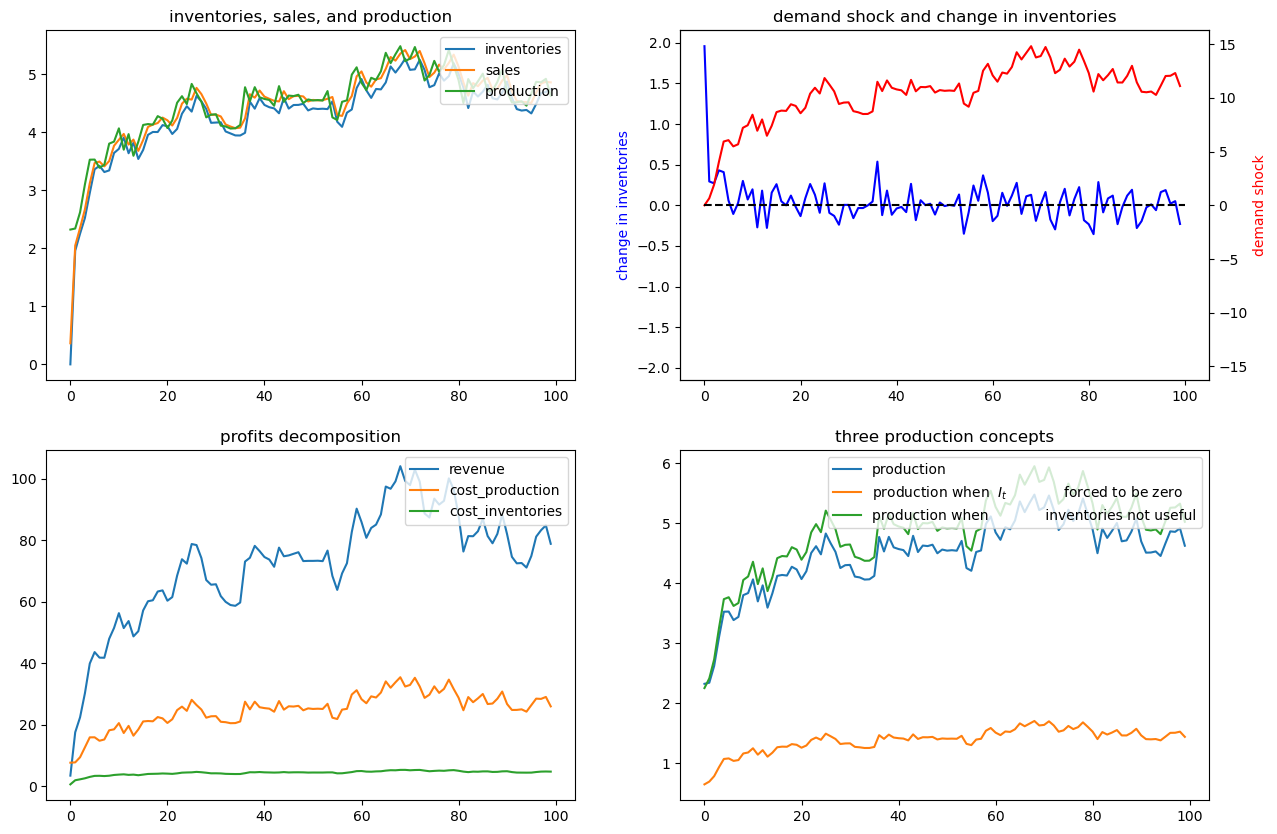 inventories, sales, and production
inventories
sales
production
5
4
3
2
1
0
0 20 40 60 80 100
demand shock and change in inventories
change in inventories
2.0
1.5
1.0
0.5
0.0
−0.5
−1.0
−1.5
−2.0
15
10
5
0
−5
−10
−15
demand shock
0 20 40 60 80 100
profits decomposition
revenue
cost_production
cost_inventories
100
80
60
40
20
0
0 20 40 60 80 100
three production concepts
production
production when I_t forced to be zero
production when inventories not useful
6
5
4
3
2
1
0 20 40 60 80 100